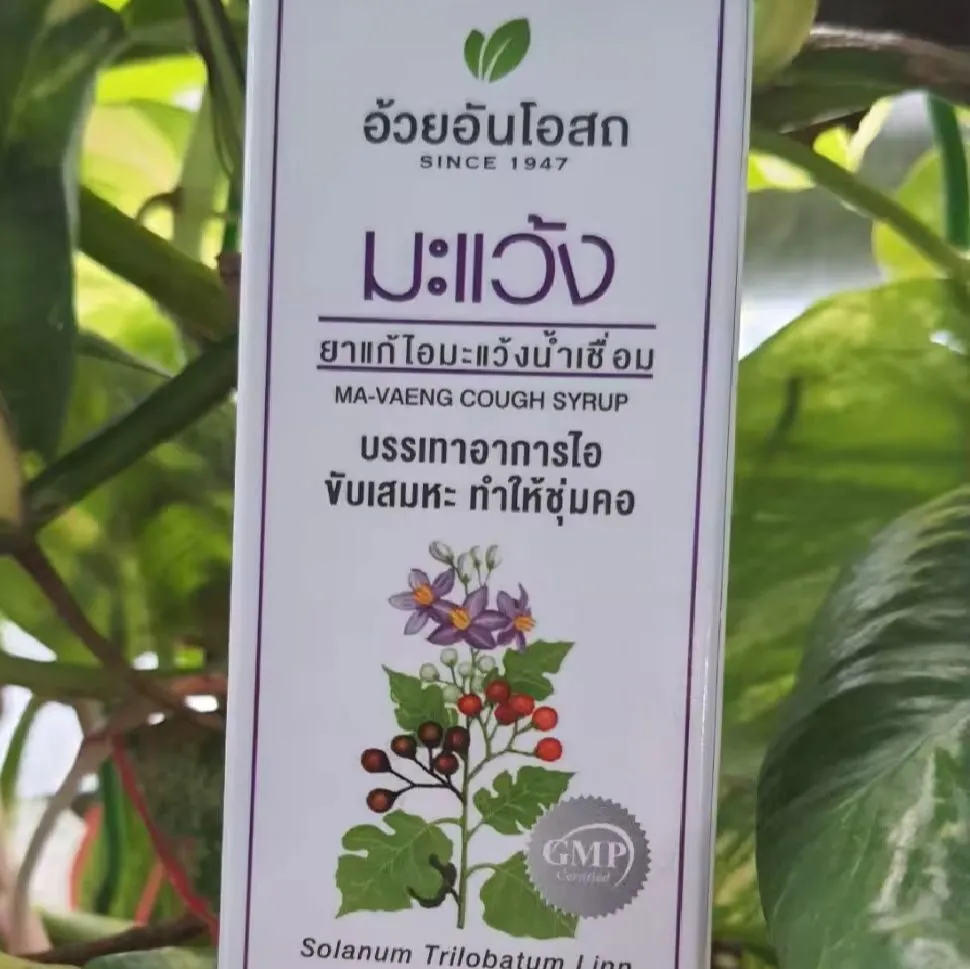 อ้วยอันโอสถ
SINCE 1947
มะแว้ง
ยาแก้ไอมะแว้งน้ำเชื่อม
MA-VAENG COUGH SYRUP
บรรเทาอาการไอ
ขับเสมหะ ทำให้ชุ่มคอ
GMP
Certified
Solanum Trilobatum Linn